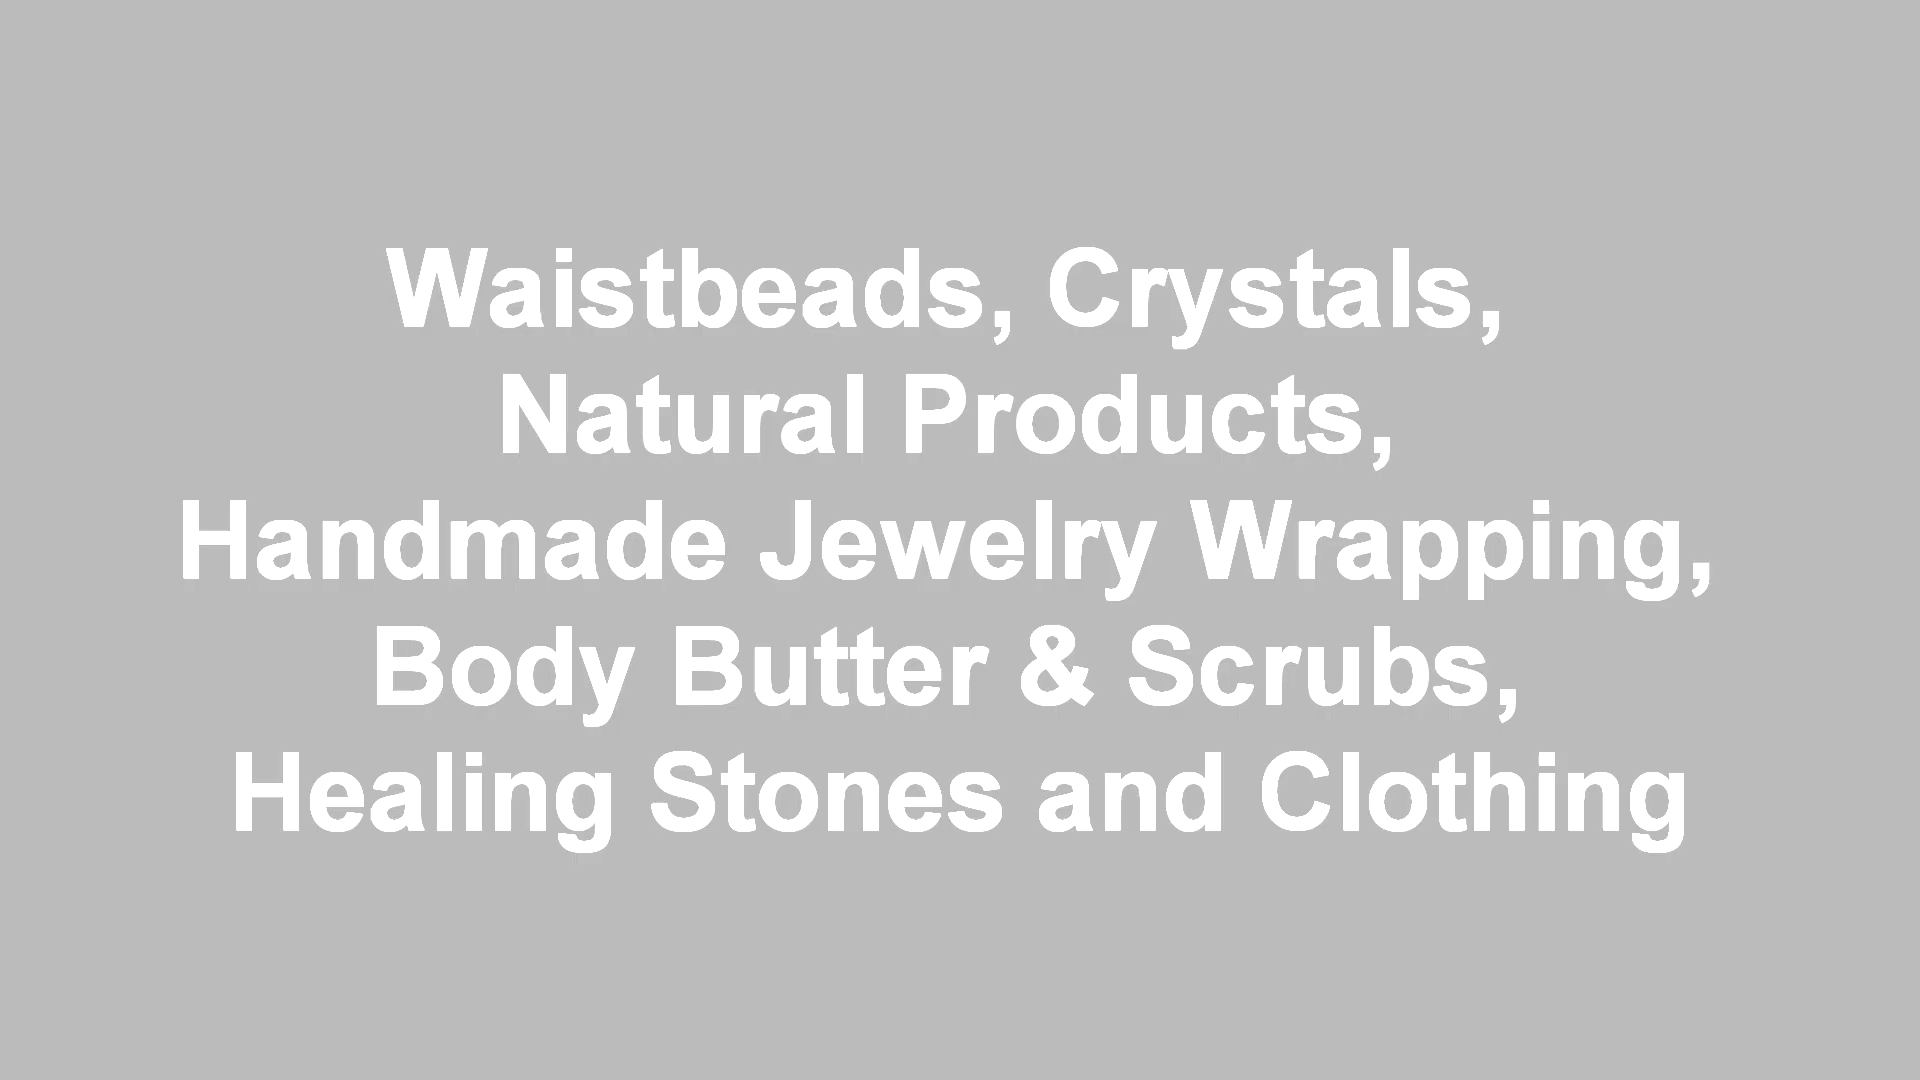 Waistbeads, Crystals,
Natural Products,
Handmade Jewelry Wrapping,
Body Butter & Scrubs,
Healing Stones and Clothing